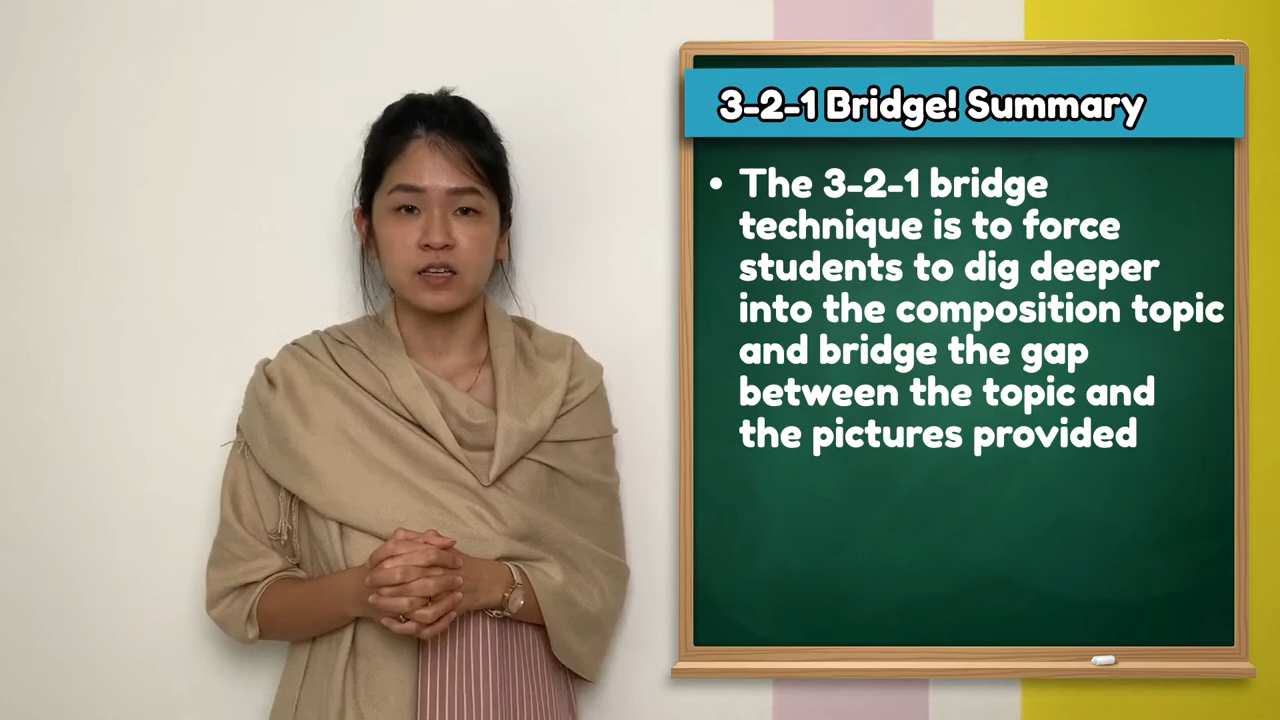 3-2-1 Bridge! Summary
• The 3-2-1 bridge
technique is to force
students to dig deeper
into the composition topic
and bridge the gap
between the topic and
the pictures provided